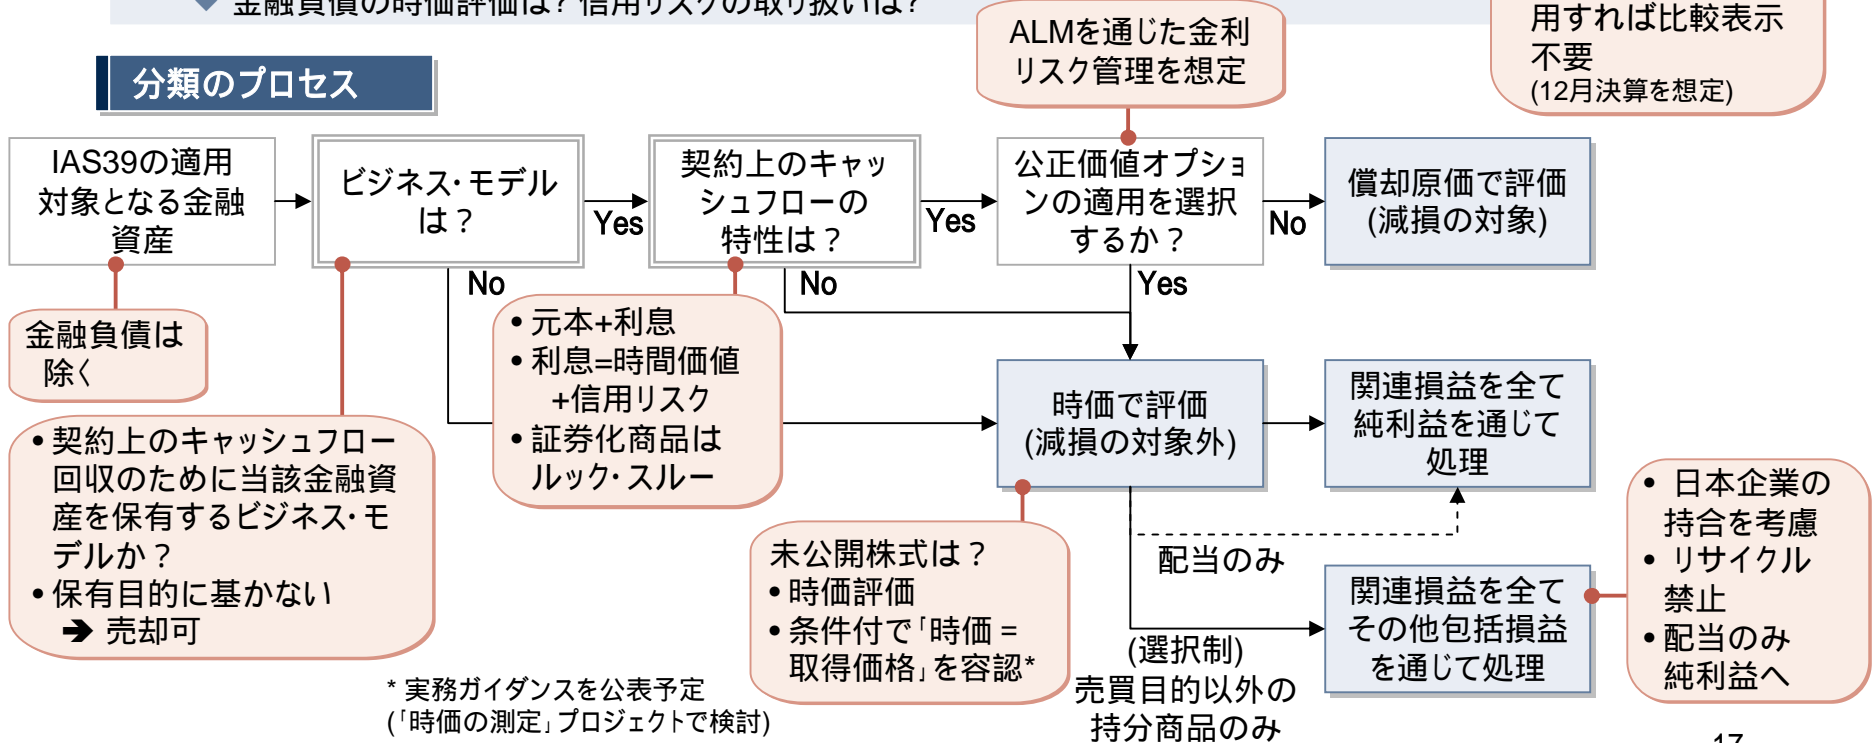 金融負債の時価評価は? 信用リスクの取り扱いは?
用すれば比較表示
不要
(12月決算を想定)
ALMを通じた金利
リスク管理を想定
分類のプロセス
IAS39の適用
対象となる金融
資産
ビジネス・モデル
は？
Yes
契約上のキャッ
シュフローの
特性は？
Yes
公正価値オプショ
ンの適用を選択
するか？
No
償却原価で評価
(減損の対象)
No
No
Yes
金融負債は
除く
• 元本+利息
• 利息=時間価値
+信用リスク
• 証券化商品は
ルック・スルー
時価で評価
(減損の対象外)
関連損益を全て
純利益を通じて
処理
• 契約上のキャッシュフロー
回収のために当該金融資
産を保有するビジネス・モ
デルか？
• 保有目的に基かない
➔ 売却可
未公開株式は？
• 時価評価
• 条件付で「時価 =
取得価格」を容認*
配当のみ
関連損益を全て
その他包括損益
を通じて処理
• 日本企業の
持合を考慮
• リサイクル
禁止
• 配当のみ
純利益へ
(選択制)
売買目的以外の
持分商品のみ
* 実務ガイダンスを公表予定
(「時価の測定」プロジェクトで検討)
17